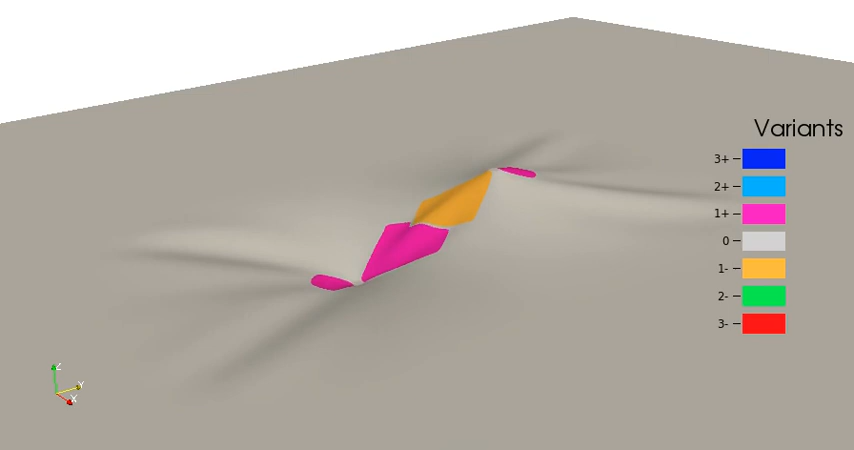 Variants
3+
2+
1+
0
1-
2-
3-
Z
Y
X